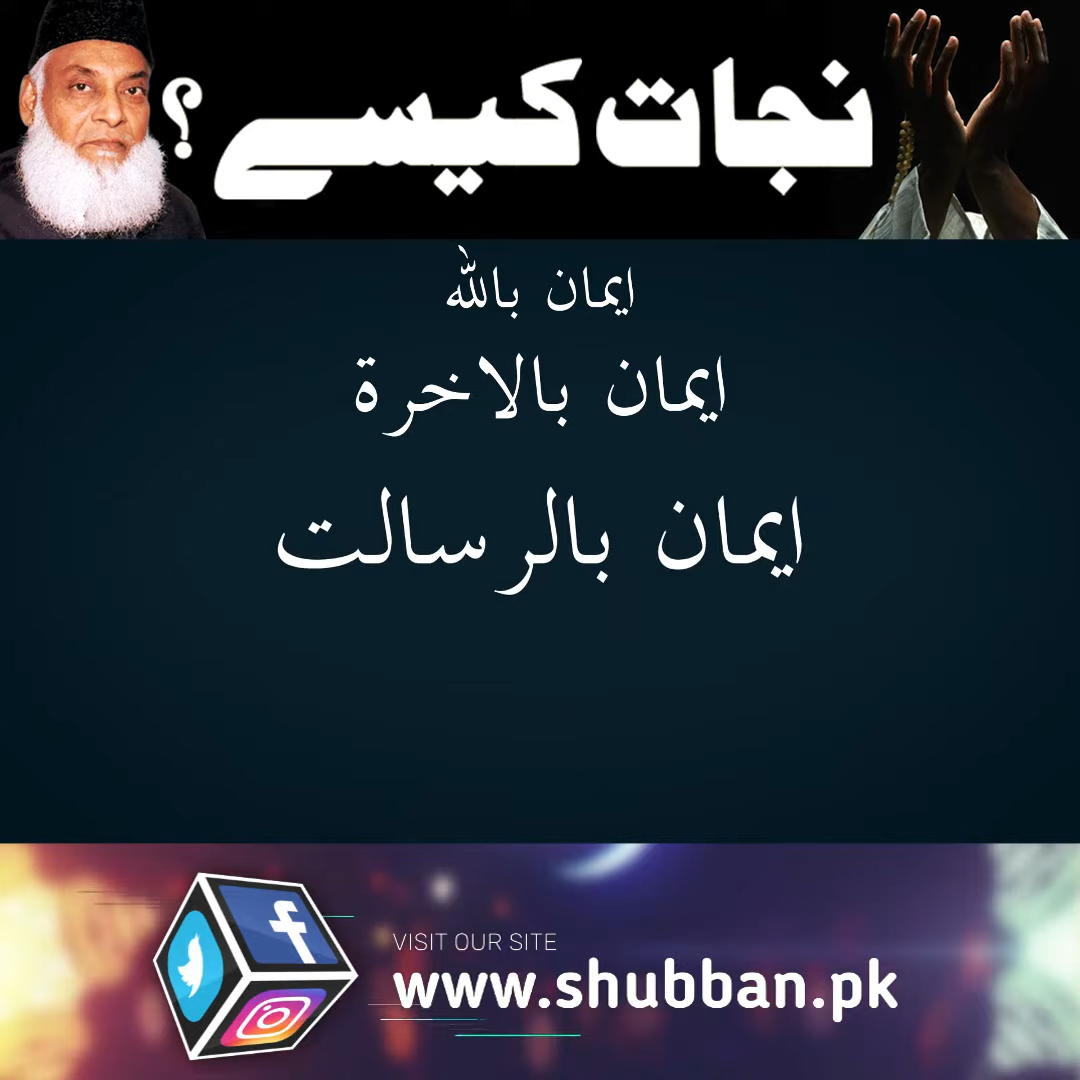 نجات کیسے؟
ایمان باللہ
ایمان بالاخرۃ
ایمان بالرسالت
VISIT OUR SITE
www.shubban.pk